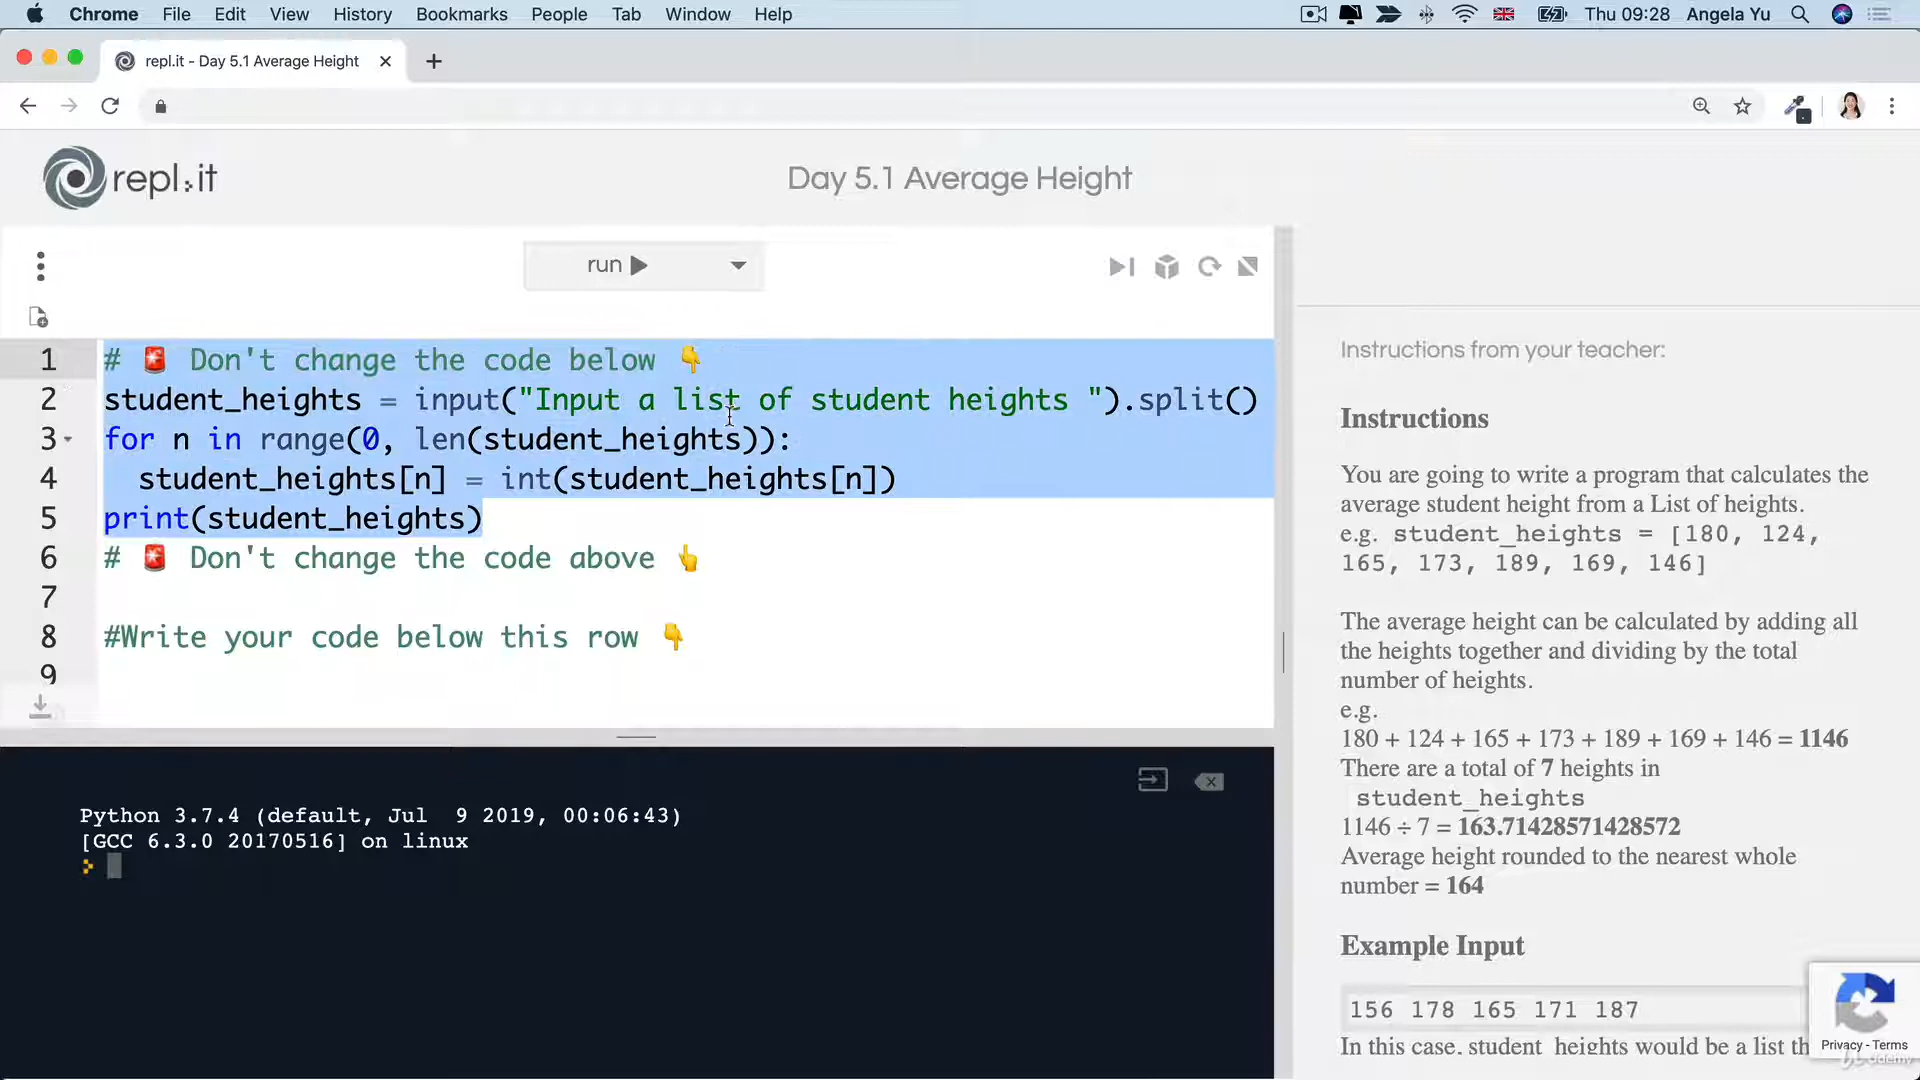 Chrome File Edit View History Bookmarks People Tab Window Help Thu 09:28 Angela Yu
repl.it - Day 5.1 Average Height
repl.it
Day 5.1 Average Height
run
1 # 🚨 Don't change the code below 👇
2 student_heights = input("Input a list of student heights ").split()
3 for n in range(0, len(student_heights)):
4 student_heights[n] = int(student_heights[n])
5 print(student_heights)
6 # 🚨 Don't change the code above 👆
7
8 #Write your code below this row 👇
9
Python 3.7.4 (default, Jul  9 2019, 00:06:43)
[GCC 6.3.0 20170516] on linux
Instructions from your teacher:
Instructions
You are going to write a program that calculates the
average student height from a List of heights.
e.g. student_heights = [180, 124,
165, 173, 189, 169, 146]
The average height can be calculated by adding all
the heights together and dividing by the total
number of heights.
e.g.
180 + 124 + 165 + 173 + 189 + 169 + 146 = 1146
There are a total of 7 heights in
student_heights
1146 ÷ 7 = 163.71428571428572
Average height rounded to the nearest whole
number = 164
Example Input
156 178 165 171 187
In this case, student_heights would be a list th
Privacy - Terms
Udemy